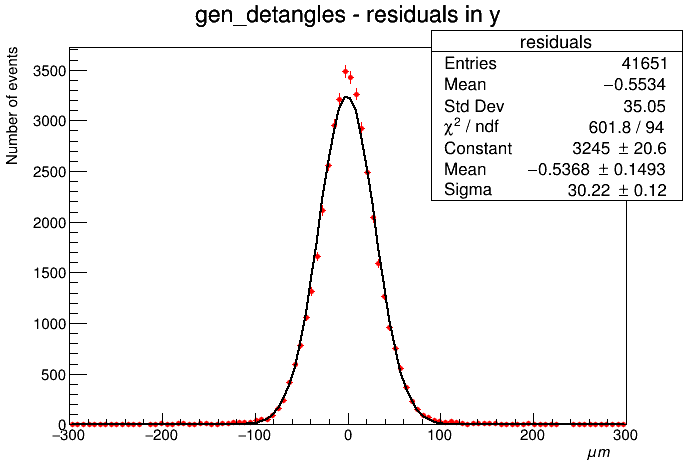 gen_detangles - residuals in y
residuals
Entries 41651
Mean −0.5534
Std Dev 35.05
χ² / ndf 601.8 / 94
Constant 3245 ± 20.6
Mean −0.5368 ± 0.1493
Sigma 30.22 ± 0.12
Number of events
3500
3000
2500
2000
1500
1000
500
0
−300 −200 −100 0 100 200 300
μm